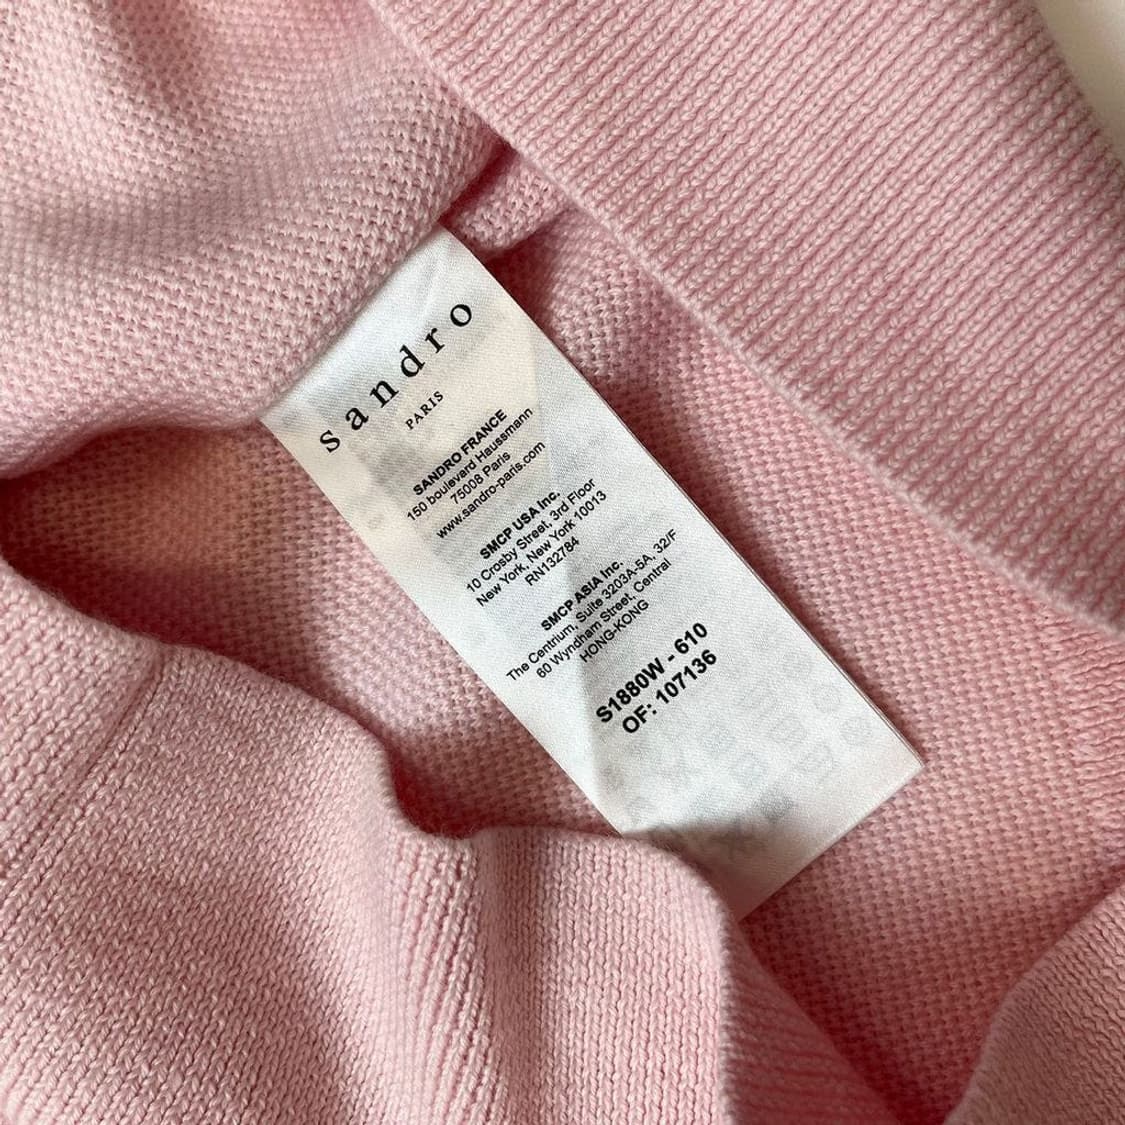 sandro
PARIS
SANDRO FRANCE
150 boulevard Haussmann
75008 Paris
www.sandro-paris.com
SMCP USA Inc.
10 Crosby Street, 3rd Floor
New York, New York 10013
RN132784
SMCP ASIA Inc.
The Centrium, Suite 3203A-5A, 32/F
60 Wyndham Street, Central
HONG-KONG
S1880W - 610
OF: 107136